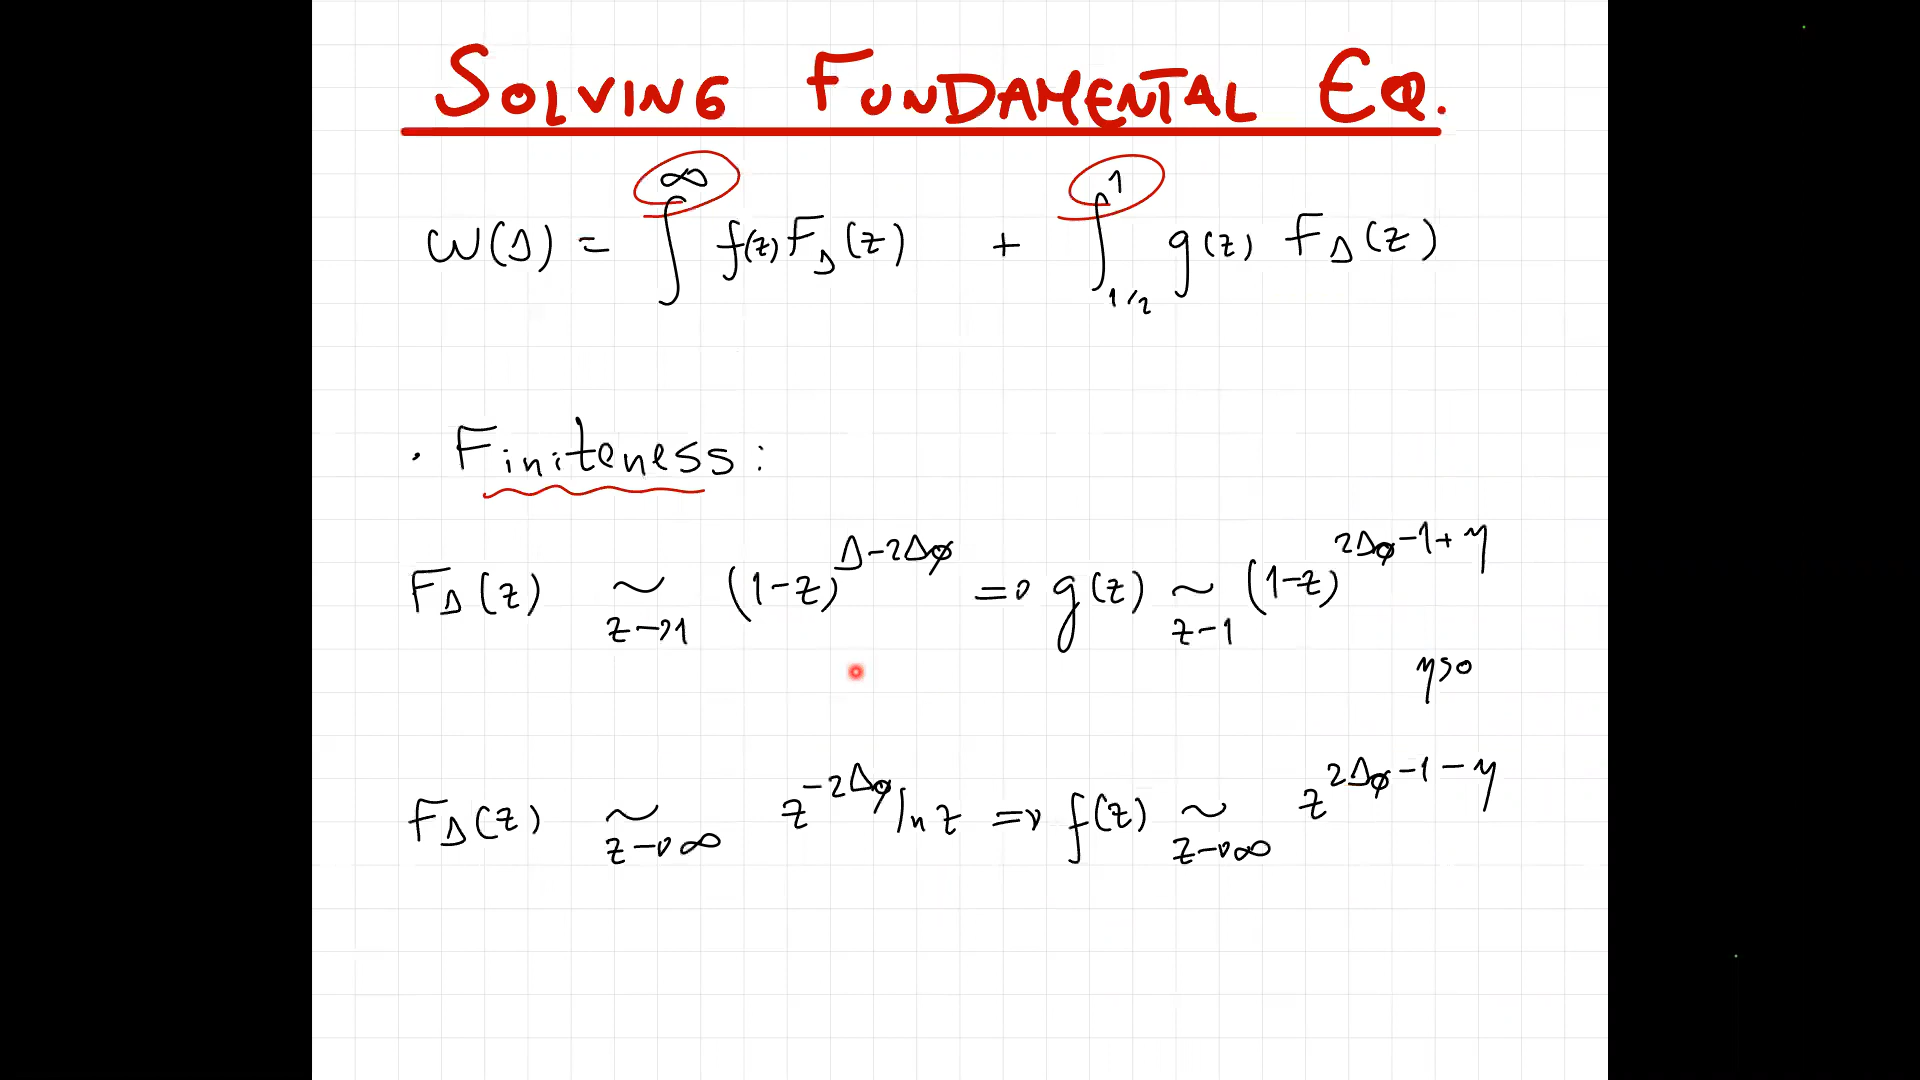 SOLVING FUNDAMENTAL EQ.
ω(Δ) = ∫^∞ f(z) F_Δ(z) + ∫_{1/2}^1 g(z) F_Δ(z)
· Finiteness:
F_Δ(z) ~_{z→1} (1-z)^{Δ-2Δφ} => g(z) ~_{z-1} (1-z)^{2Δφ-1+η}
η>0
F_Δ(z) ~_{z→∞} z^{-2Δφ} ln z => f(z) ~_{z→∞} z^{2Δφ-1-η}